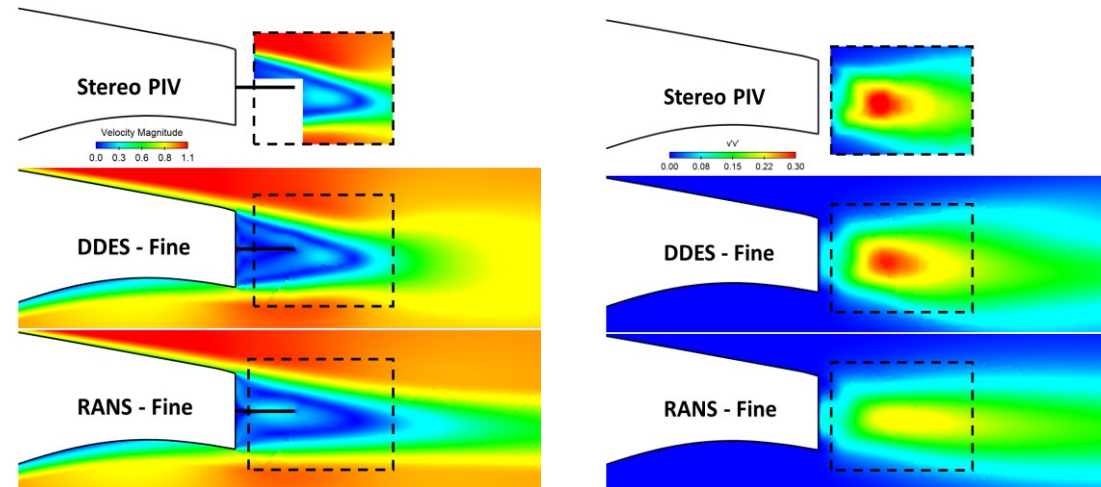 Stereo PIV
Velocity Magnitude
0.0 0.3 0.6 0.8 1.1
DDES - Fine
RANS - Fine
Stereo PIV
v'v'
0.00 0.08 0.15 0.22 0.30
DDES - Fine
RANS - Fine